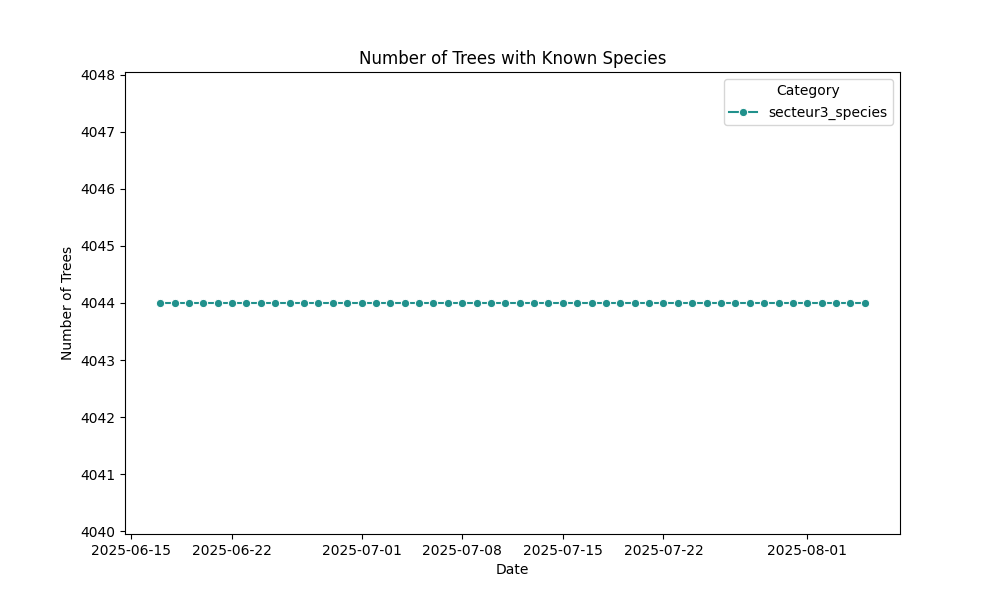 Number of Trees with Known Species
Category
secteur3_species
Number of Trees
4048
4047
4046
4045
4044
4043
4042
4041
4040
2025-06-15 2025-06-22 2025-07-01 2025-07-08 2025-07-15 2025-07-22 2025-08-01
Date